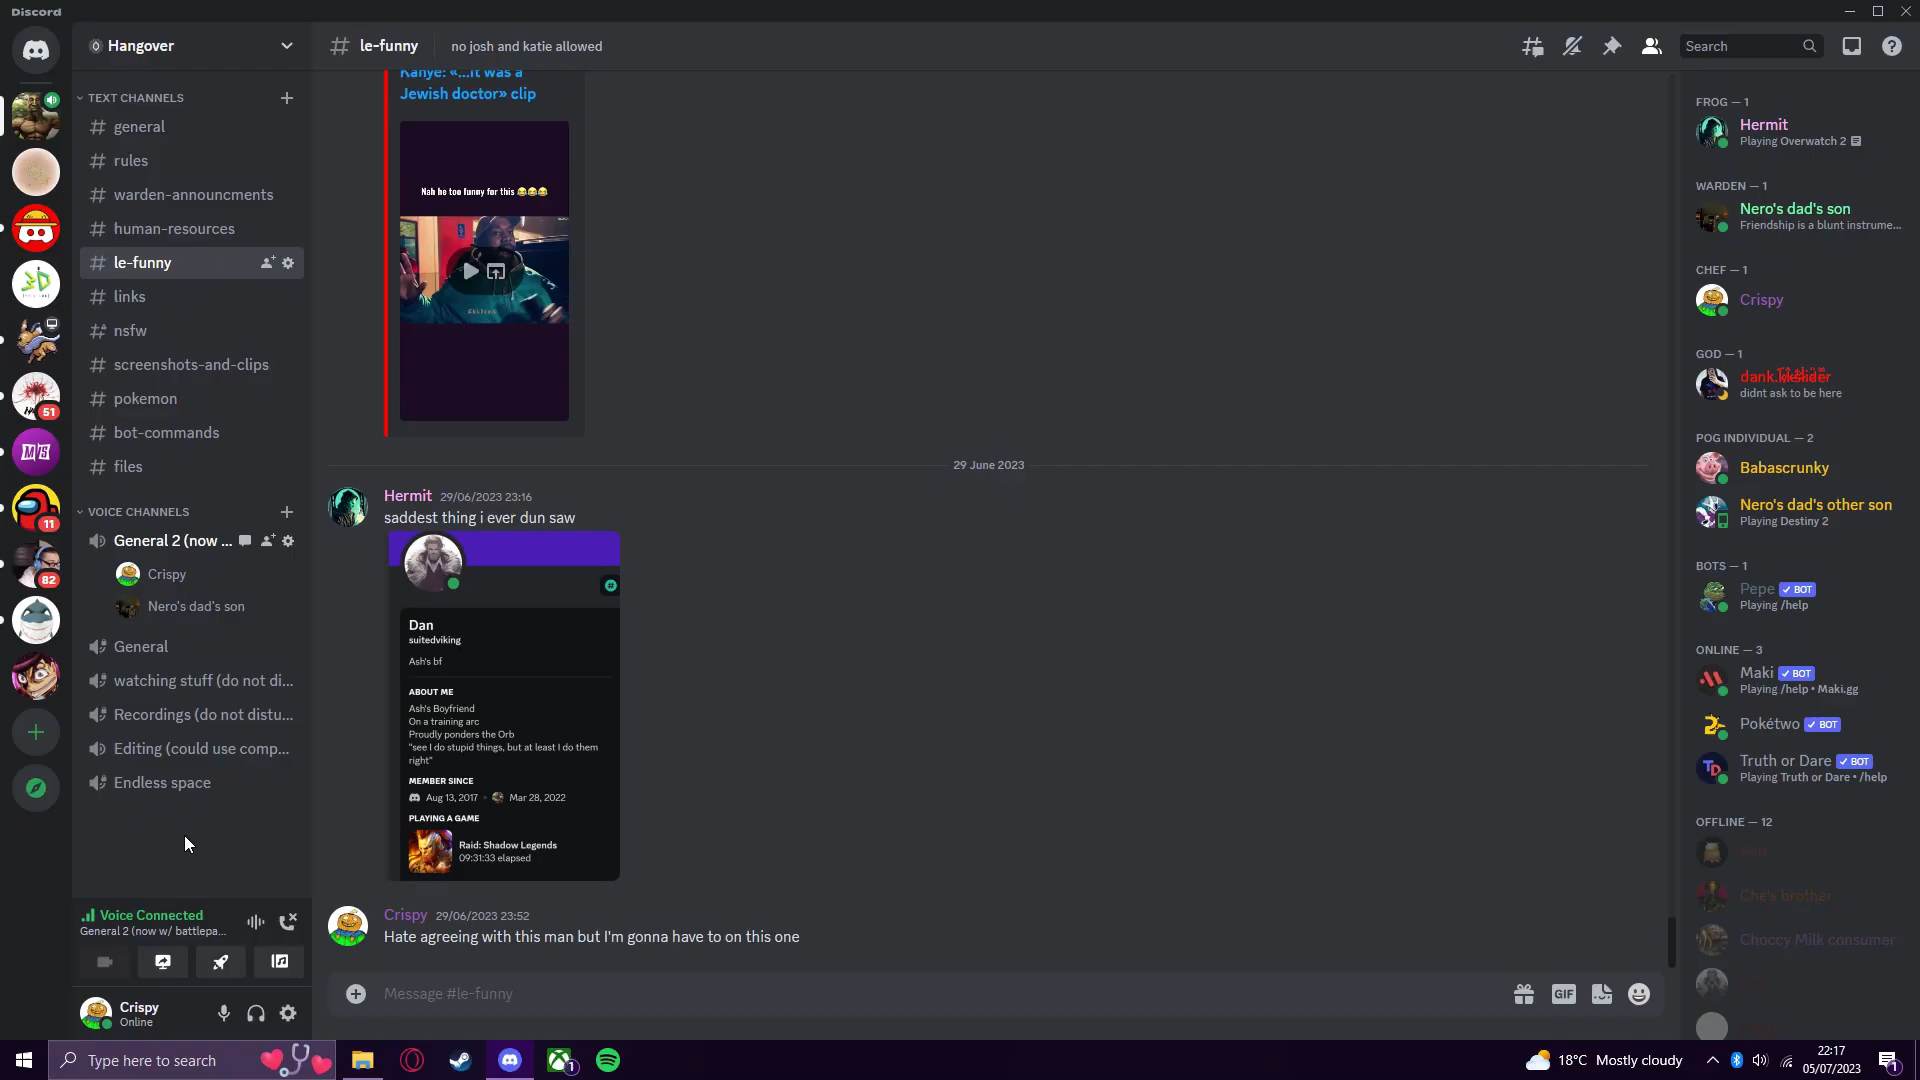 Discord
Hangover
le-funny
no josh and katie allowed
Search
TEXT CHANNELS
general
rules
warden-announcments
human-resources
le-funny
links
nsfw
screenshots-and-clips
pokemon
bot-commands
files
VOICE CHANNELS
General 2 (now ...
Crispy
Nero's dad's son
General
watching stuff (do not di...
Recordings (do not distu...
Editing (could use comp...
Endless space
Voice Connected
General 2 (now w/ battlepa...
Crispy
Online
51
11
82
Kanye: «...it was a
Jewish doctor» clip
Nah he too funny for this 😂😂😂
29 June 2023
Hermit 29/06/2023 23:16
saddest thing i ever dun saw
Dan
suitedviking
Ash's bf
ABOUT ME
Ash's Boyfriend
On a training arc
Proudly ponders the Orb
"see I do stupid things, but at least I do them
right"
MEMBER SINCE
Aug 13, 2017 • Mar 28, 2022
PLAYING A GAME
Raid: Shadow Legends
09:31:33 elapsed
Crispy 29/06/2023 23:52
Hate agreeing with this man but I'm gonna have to on this one
Message #le-funny
GIF
FROG — 1
Hermit
Playing Overwatch 2
WARDEN — 1
Nero's dad's son
Friendship is a blunt instrume...
CHEF — 1
Crispy
GOD — 1
didnt ask to be here
POG INDIVIDUAL — 2
Babascrunky
Nero's dad's other son
Playing Destiny 2
BOTS — 1
Pepe ✓ BOT
Playing /help
ONLINE — 3
Maki ✓ BOT
Playing /help • Maki.gg
Pokétwo ✓ BOT
Truth or Dare ✓ BOT
Playing Truth or Dare • /help
OFFLINE — 12
Che's brother
Choccy Milk consumer
Type here to search
18°C Mostly cloudy
22:17
05/07/2023